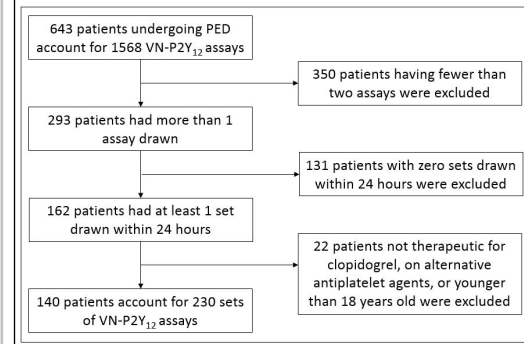 643 patients undergoing PED
account for 1568 VN-P2Y₁₂ assays
350 patients having fewer than
two assays were excluded
293 patients had more than 1
assay drawn
131 patients with zero sets drawn
within 24 hours were excluded
162 patients had at least 1 set
drawn within 24 hours
22 patients not therapeutic for
clopidogrel, on alternative
antiplatelet agents, or younger
than 18 years old were excluded
140 patients account for 230 sets
of VN-P2Y₁₂ assays